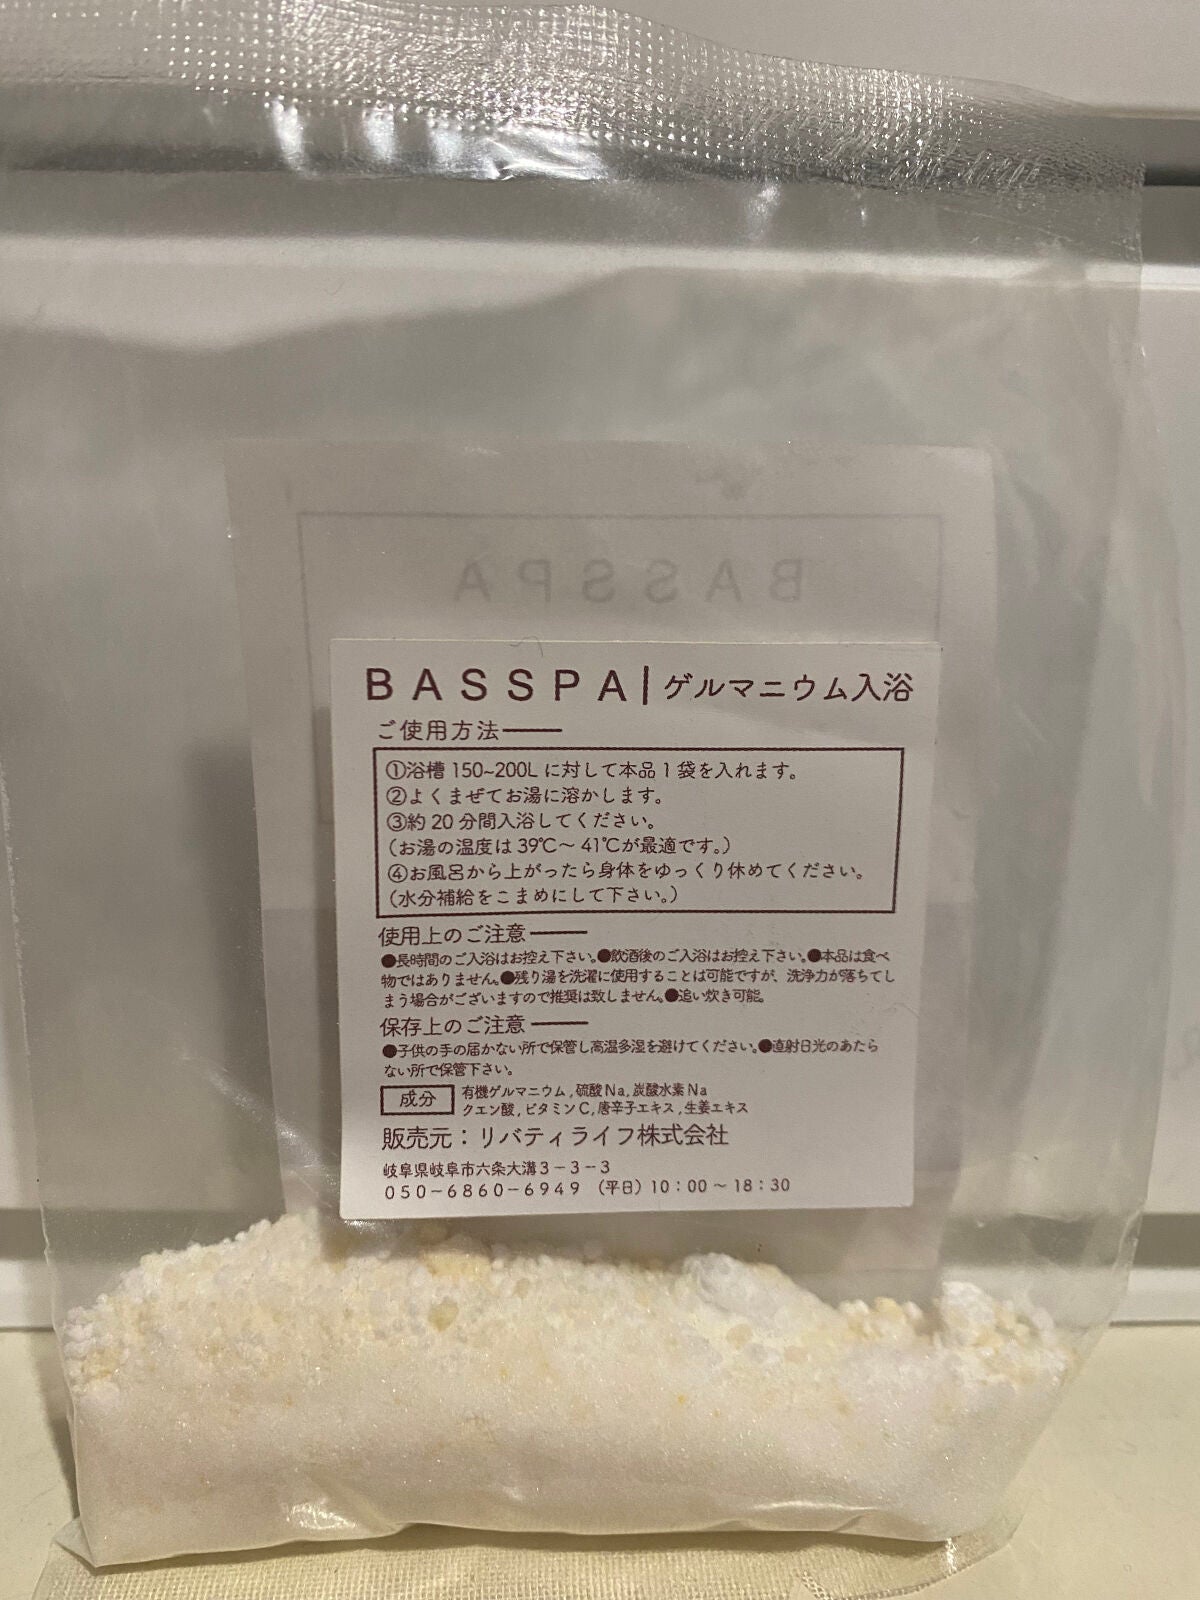 BASSPA
BASSPA|ゲルマニウム入浴
ご使用方法——
①浴槽 150~200L に対して本品 1 袋を入れます。
②よくまぜてお湯に溶かします。
③約 20 分間入浴してください。
(お湯の温度は 39℃〜 41℃が最適です。)
④お風呂から上がったら身体をゆっくり休めてください。
(水分補給をこまめにして下さい。)
使用上のご注意——
●長時間のご入浴はお控え下さい。●飲酒後のご入浴はお控え下さい。●本品は食べ
物ではありません。●残り湯を洗濯に使用することは可能ですが、洗浄力が落ちてし
まう場合がございますので推奨は致しません。●追い炊き可能。
保存上のご注意——
●子供の手の届かない所で保管し高温多湿を避けてください。●直射日光のあたら
ない所で保管下さい。
成分 有機ゲルマニウム,硫酸Na,炭酸水素Na
クエン酸,ビタミンC,唐辛子エキス,生姜エキス
販売元：リバティライフ株式会社
岐阜県岐阜市六条大溝3−3−3
050−6860−6949 (平日) 10：00〜18：30